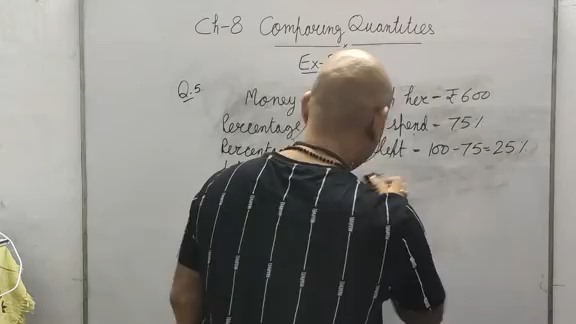 Ch-8 Comparing Quantities
Ex-
Q.5. Money her - ₹600
Percentage spend - 75%
Percent left - 100-75=25%